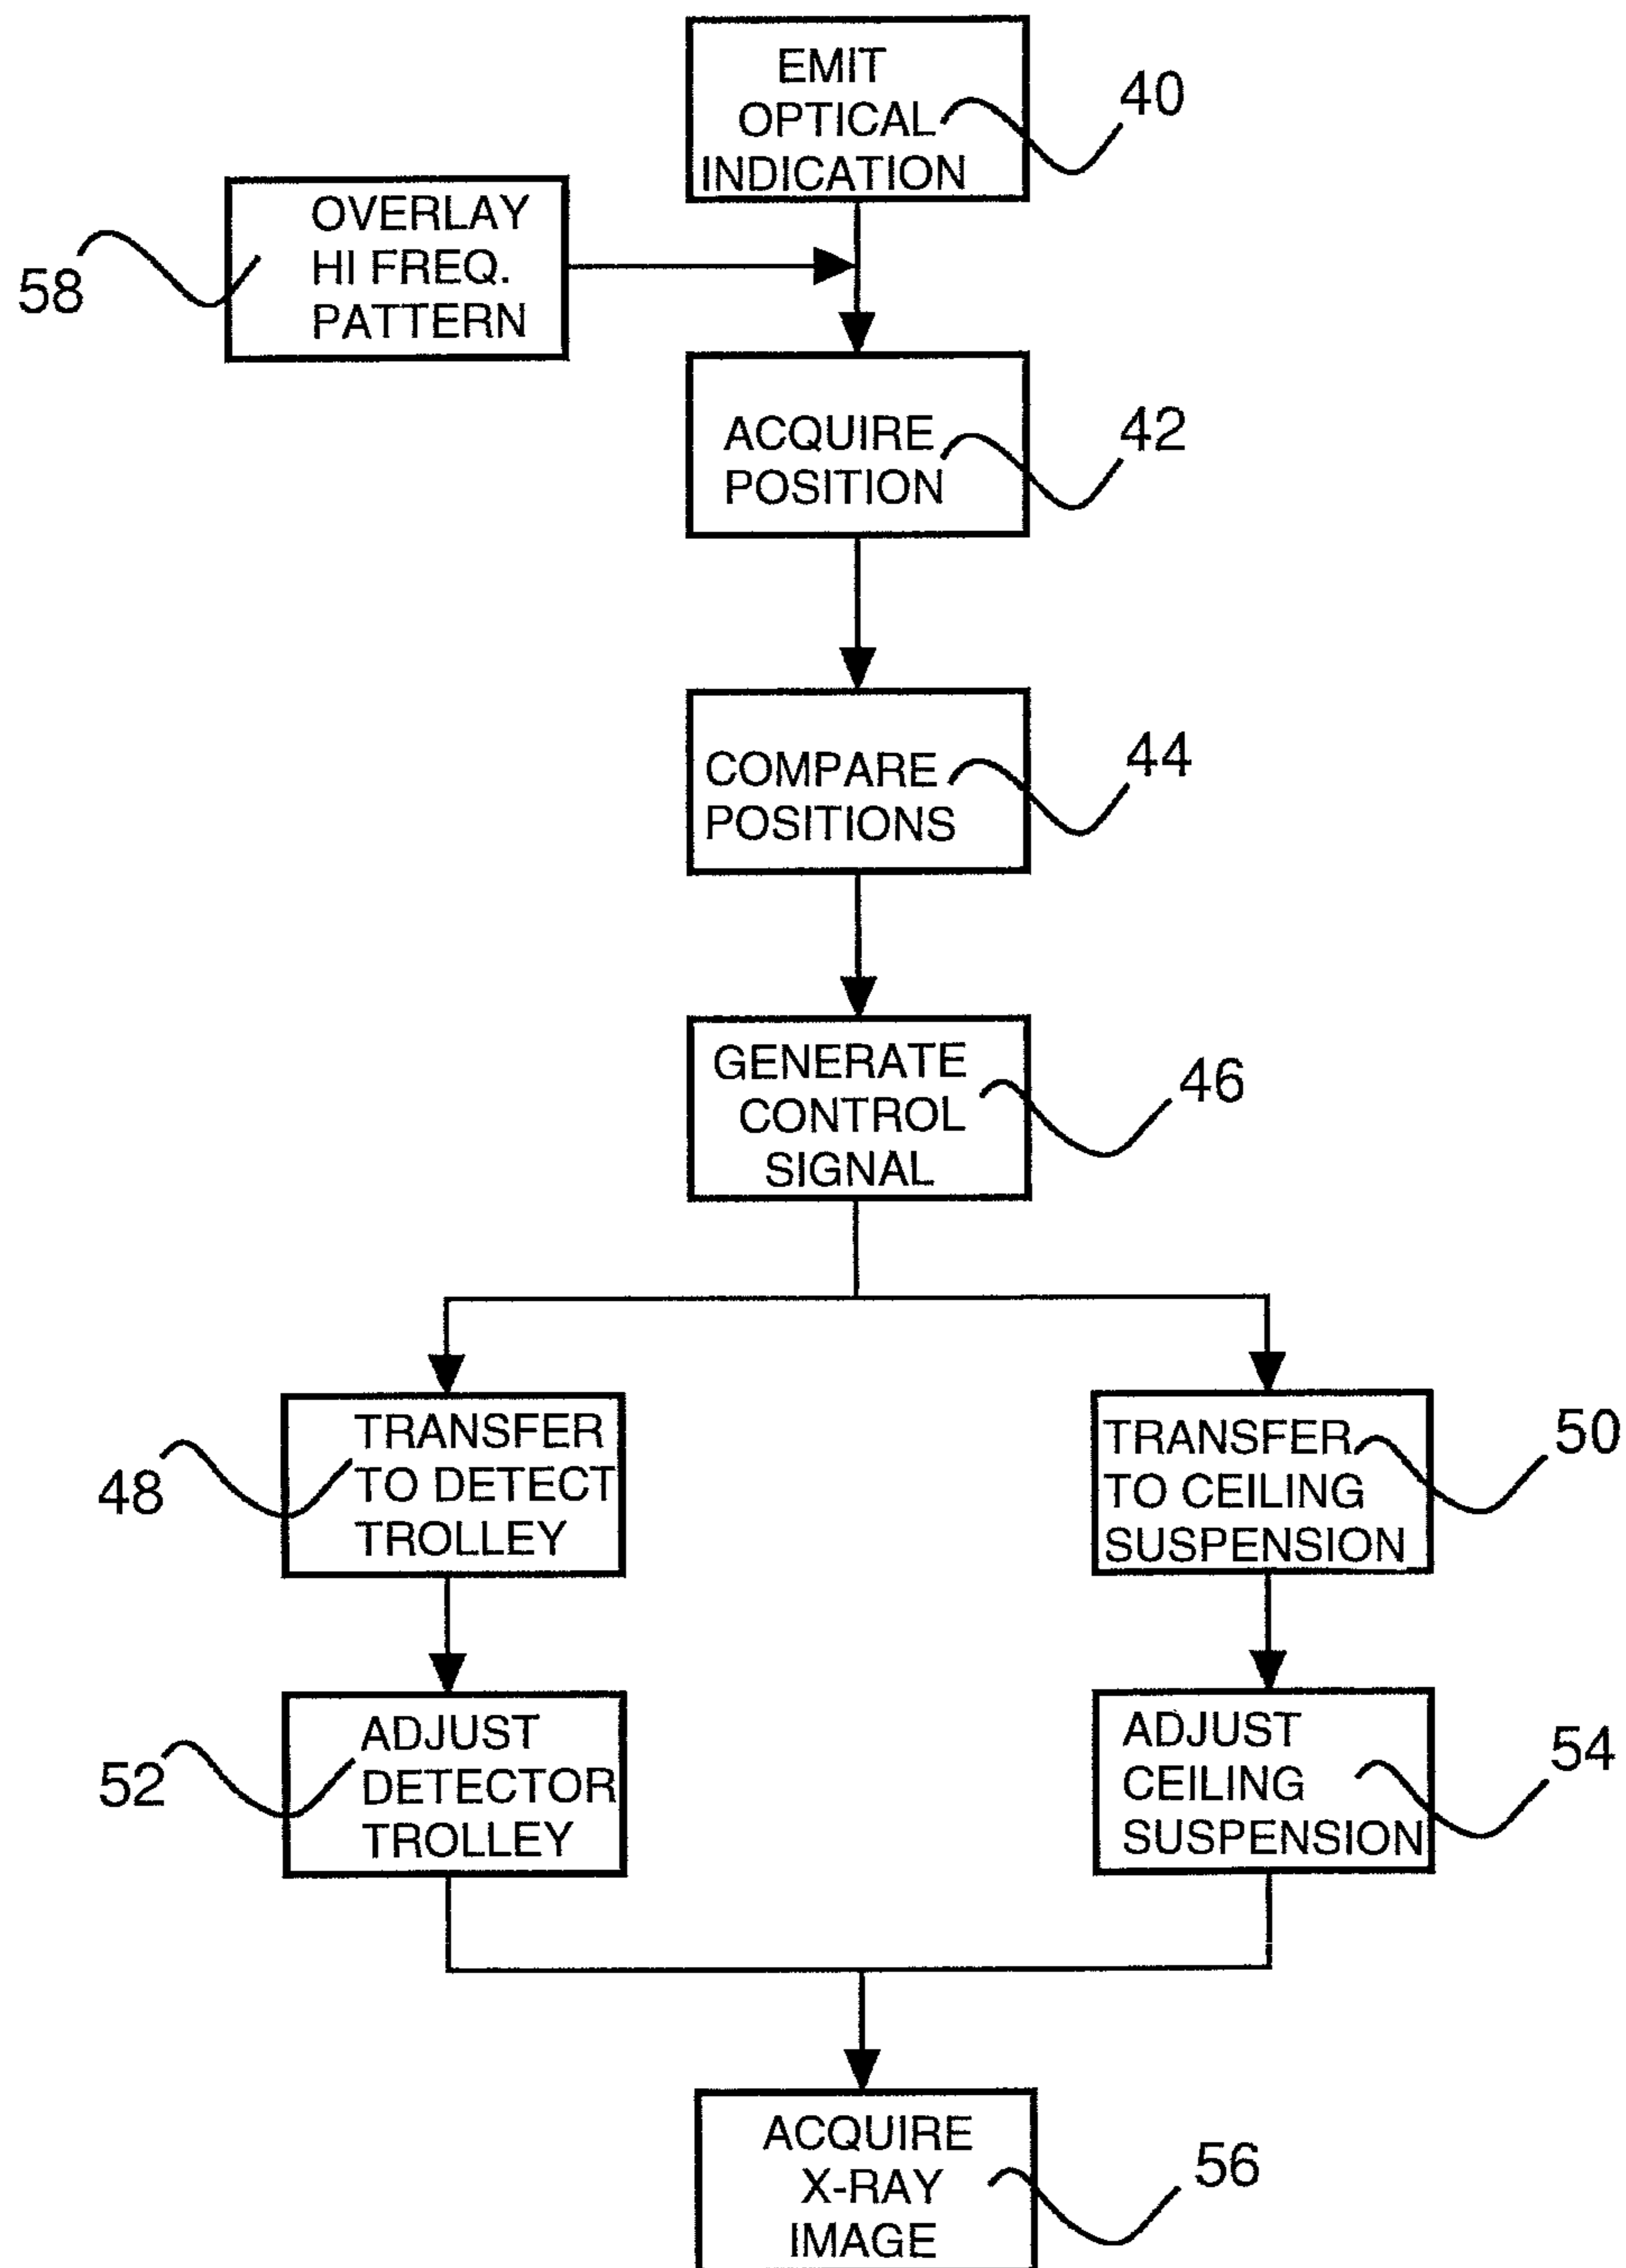 EMIT
OPTICAL
INDICATION
40
OVERLAY
HI FREQ.
PATTERN
58
ACQUIRE
POSITION
42
COMPARE
POSITIONS
44
GENERATE
CONTROL
SIGNAL
46
TRANSFER
TO DETECT
TROLLEY
48
TRANSFER
TO CEILING
SUSPENSION
50
ADJUST
DETECTOR
TROLLEY
52
ADJUST
CEILING
SUSPENSION
54
ACQUIRE
X-RAY
IMAGE
56